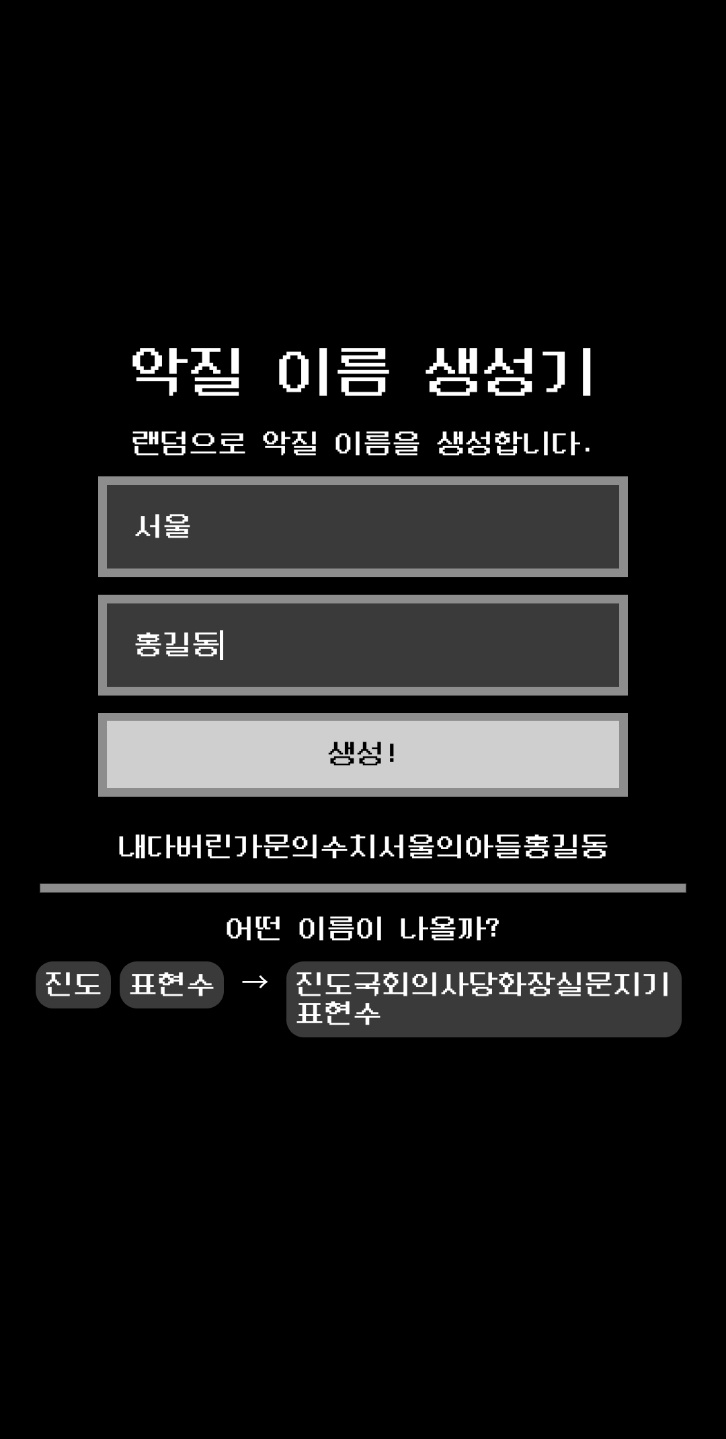 악질 이름 생성기
랜덤으로 악질 이름을 생성합니다.
서울
홍길동
생성!
내다버린가문의수치서울의아들홍길동
어떤 이름이 나올까?
진도 표현수 → 진도국회의사당화장실문지기
표현수